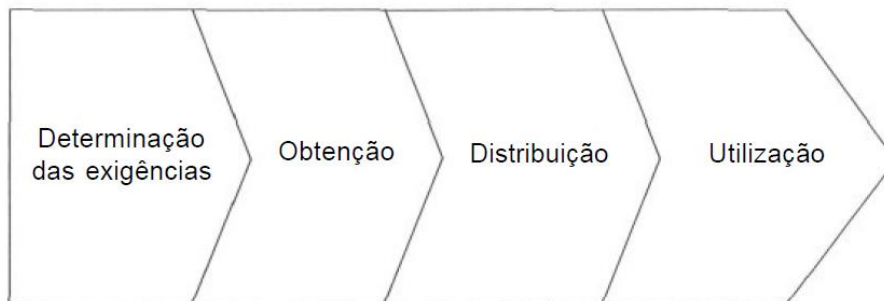 Determinação
das exigências
Obtenção
Distribuição
Utilização